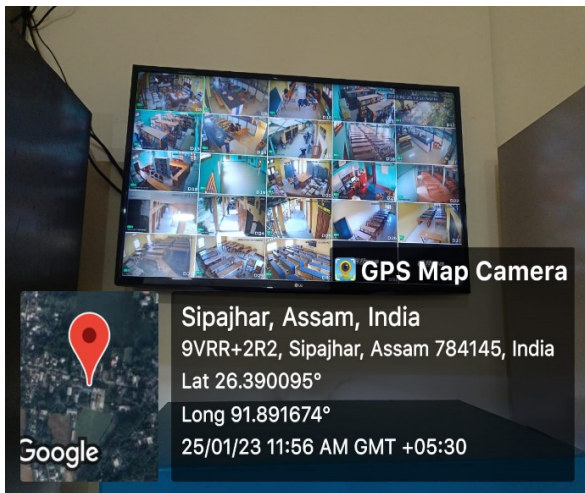 GPS Map Camera
Sipajhar, Assam, India
9VRR+2R2, Sipajhar, Assam 784145, India
Lat 26.390095°
Long 91.891674°
25/01/23 11:56 AM GMT +05:30
Google
LG